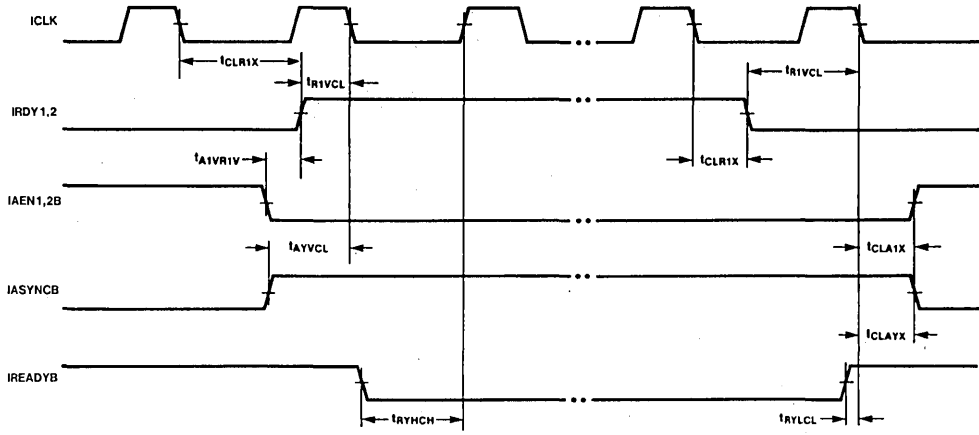 ICLK
tCLR1X
tR1VCL
tR1VCL
IRDY1,2
tA1VR1V
tCLR1X
IAEN1,2B
tAYVCL
tCLA1X
IASYNCB
tCLAYX
IREADYB
tRYHCH
tRYLCL